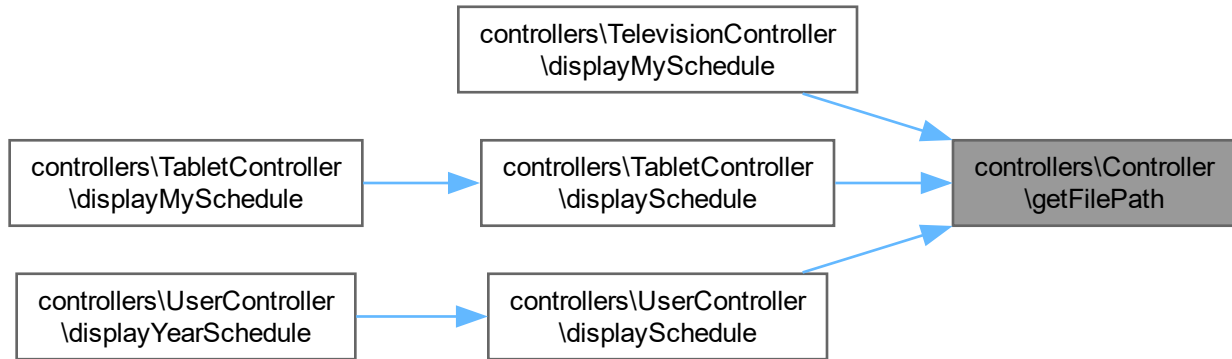 controllers\TelevisionController
\displayMySchedule
controllers\TabletController
\displayMySchedule
controllers\TabletController
\displaySchedule
controllers\Controller
\getFilePath
controllers\UserController
\displayYearSchedule
controllers\UserController
\displaySchedule